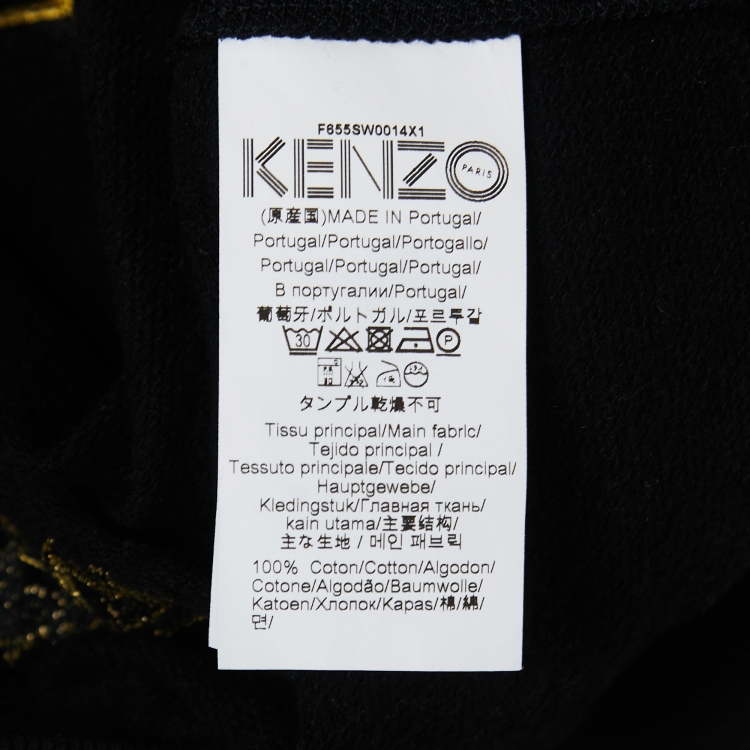 F655SW0014X1
KENZO PARIS
(原産国)MADE IN Portugal/
Portugal/Portugal/Portogallo/
Portugal/Portugal/Portugal/
В португалии/Portugal/
葡萄牙/ポルトガル/포르투갈
30 P
タンブル乾燥不可
Tissu principal/Main fabric/
Tejido principal /
Tessuto principale/Tecido principal/
Hauptgewebe/
Kledingstuk/Главная ткань/
kain utama/主要结构/
主な生地 / 메인 패브릭
100% Coton/Cotton/Algodon/
Cotone/Algodão/Baumwolle/
Katoen/Хлопок/Kapas/棉/綿/
면/